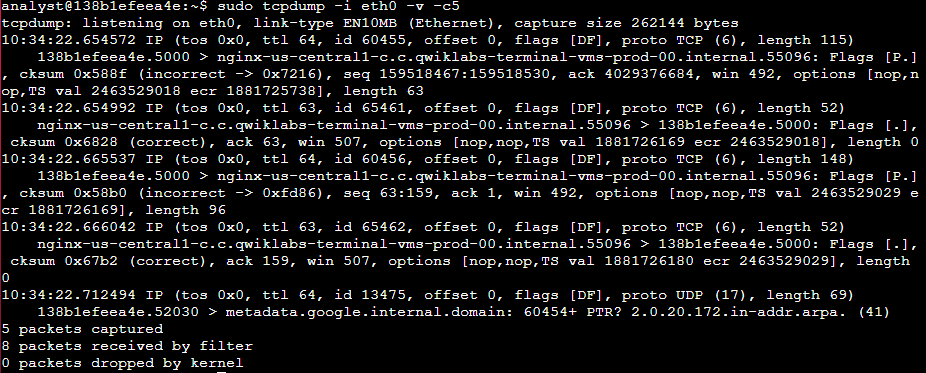 analyst@138b1efeea4e:~$ sudo tcpdump -i eth0 -v -c5
tcpdump: listening on eth0, link-type EN10MB (Ethernet), capture size 262144 bytes
10:34:22.654572 IP (tos 0x0, ttl 64, id 60455, offset 0, flags [DF], proto TCP (6), length 115)
    138b1efeea4e.5000 > nginx-us-central1-c.c.qwiklabs-terminal-vms-prod-00.internal.55096: Flags [P.]
, cksum 0x588f (incorrect -> 0x7216), seq 159518467:159518530, ack 4029376684, win 492, options [nop,n
op,TS val 2463529018 ecr 1881725738], length 63
10:34:22.654992 IP (tos 0x0, ttl 63, id 65461, offset 0, flags [DF], proto TCP (6), length 52)
    nginx-us-central1-c.c.qwiklabs-terminal-vms-prod-00.internal.55096 > 138b1efeea4e.5000: Flags [.],
 cksum 0x6828 (correct), ack 63, win 507, options [nop,nop,TS val 1881726169 ecr 2463529018], length 0
10:34:22.665537 IP (tos 0x0, ttl 64, id 60456, offset 0, flags [DF], proto TCP (6), length 148)
    138b1efeea4e.5000 > nginx-us-central1-c.c.qwiklabs-terminal-vms-prod-00.internal.55096: Flags [P.]
, cksum 0x58b0 (incorrect -> 0xfd86), seq 63:159, ack 1, win 492, options [nop,nop,TS val 2463529029 e
cr 1881726169], length 96
10:34:22.666042 IP (tos 0x0, ttl 63, id 65462, offset 0, flags [DF], proto TCP (6), length 52)
    nginx-us-central1-c.c.qwiklabs-terminal-vms-prod-00.internal.55096 > 138b1efeea4e.5000: Flags [.],
 cksum 0x67b2 (correct), ack 159, win 507, options [nop,nop,TS val 1881726180 ecr 2463529029], length
0
10:34:22.712494 IP (tos 0x0, ttl 64, id 13475, offset 0, flags [DF], proto UDP (17), length 69)
    138b1efeea4e.52030 > metadata.google.internal.domain: 60454+ PTR? 2.0.20.172.in-addr.arpa. (41)
5 packets captured
8 packets received by filter
0 packets dropped by kernel